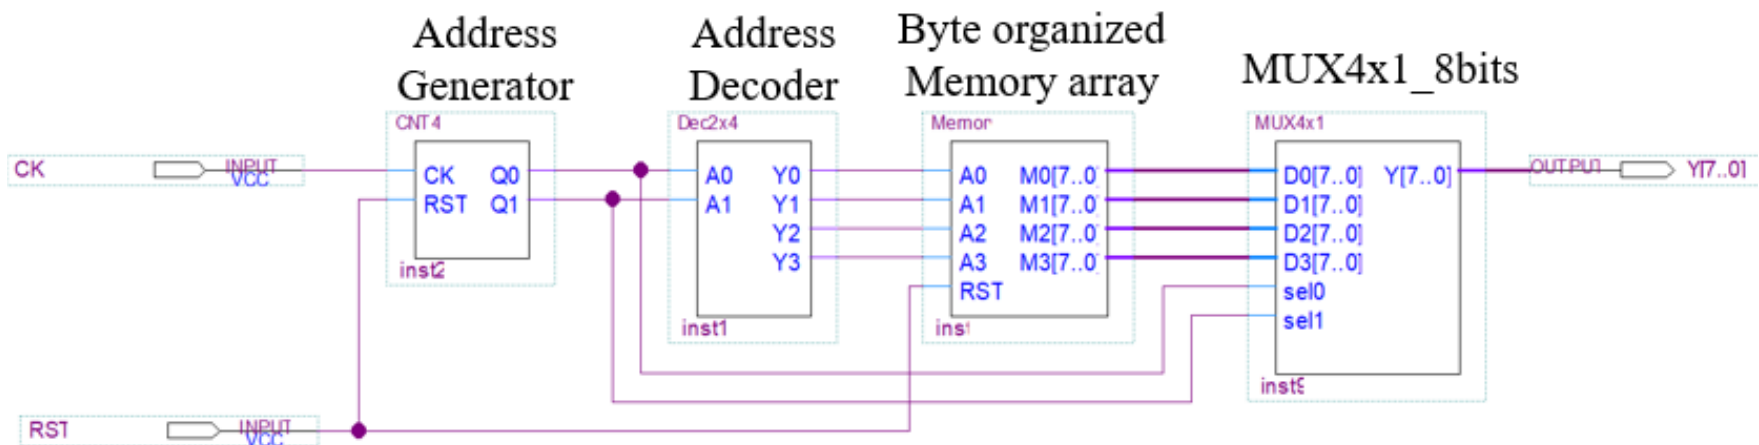 Address
Generator
Address
Decoder
Byte organized
Memory array
MUX4x1_8bits
CK
INPUT
VCC
CNT4
CK Q0
RST Q1
inst2
Dec2x4
A0 Y0
A1 Y1
Y2
Y3
inst1
Memor
A0 M0[7..0]
A1 M1[7..0]
A2 M2[7..0]
A3 M3[7..0]
RST
inst
MUX4x1
D0[7..0] Y[7..0]
D1[7..0]
D2[7..0]
D3[7..0]
sel0
sel1
inst9
OUTPUT
Y[7..0]
RST
INPUT
VCC